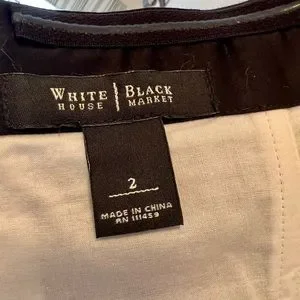 WHITE | BLACK
HOUSE | MARKET
2
MADE IN CHINA
RN 111459